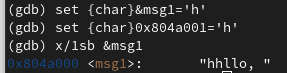 (gdb) set {char}&msg1='h'
(gdb) set {char}0x804a001='h'
(gdb) x/1sb &msg1
0x804a000 <msg1>:       "hhllo, "